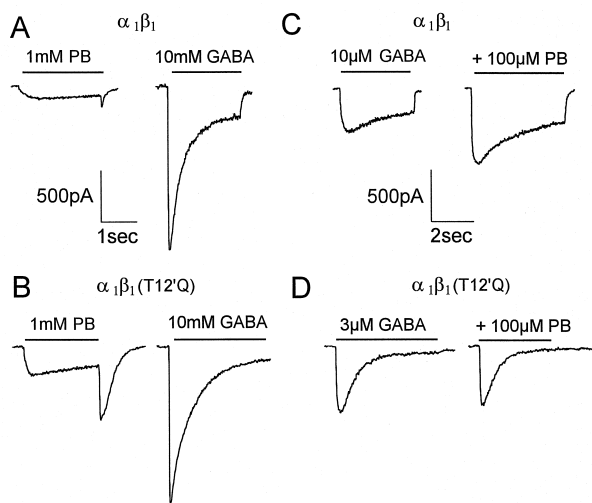 A
α1β1
1mM PB
10mM GABA
500pA
1sec
C
α1β1
10μM GABA
+ 100μM PB
500pA
2sec
B
α1β1(T12'Q)
1mM PB
10mM GABA
D
α1β1(T12'Q)
3μM GABA
+ 100μM PB